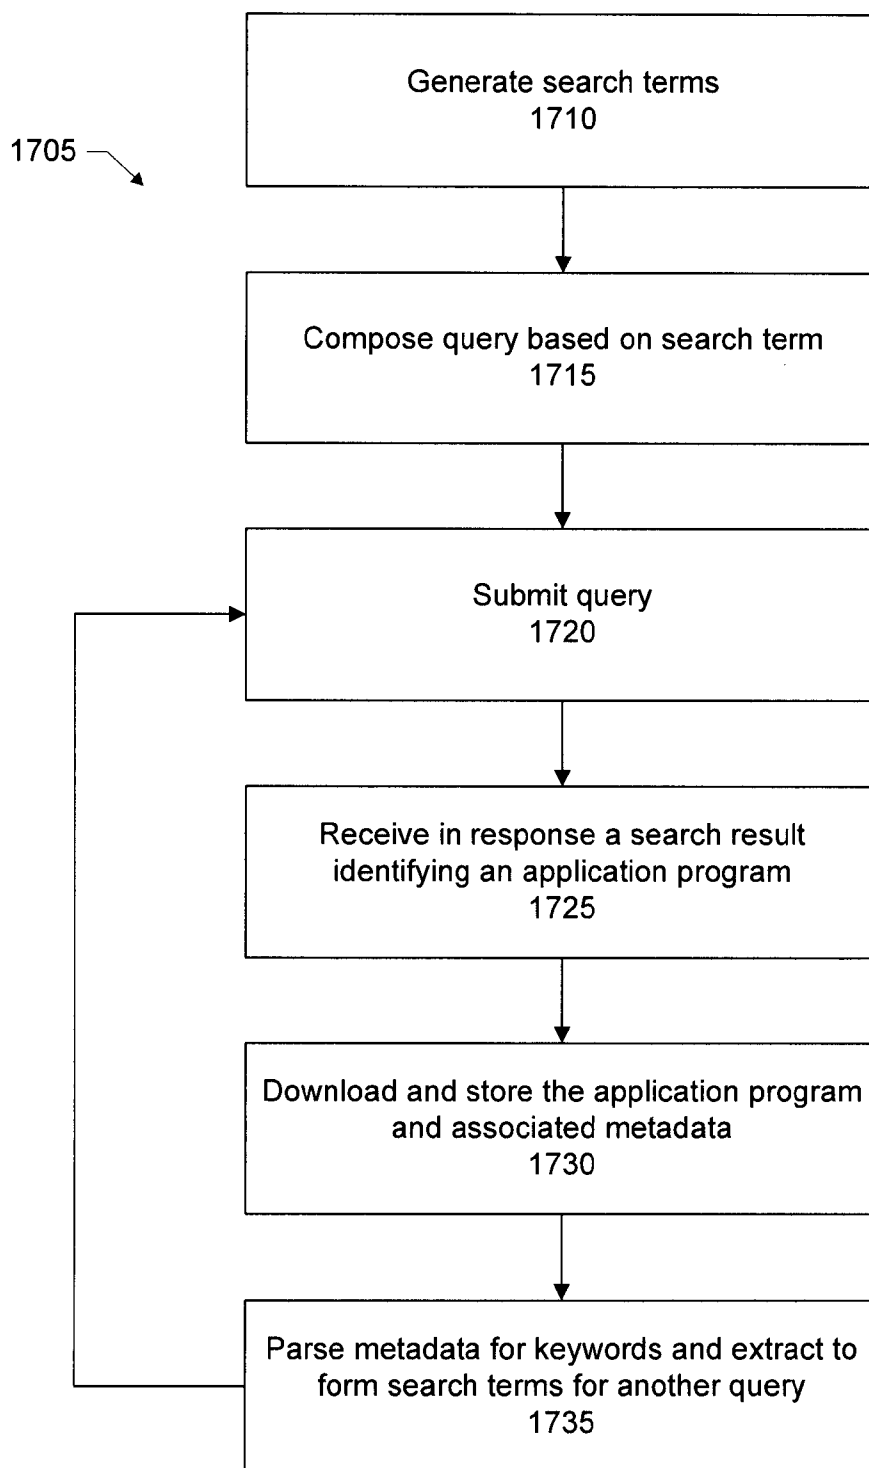 Generate search terms
1710
1705
Compose query based on search term
1715
Submit query
1720
Receive in response a search result
identifying an application program
1725
Download and store the application program
and associated metadata
1730
Parse metadata for keywords and extract to
form search terms for another query
1735